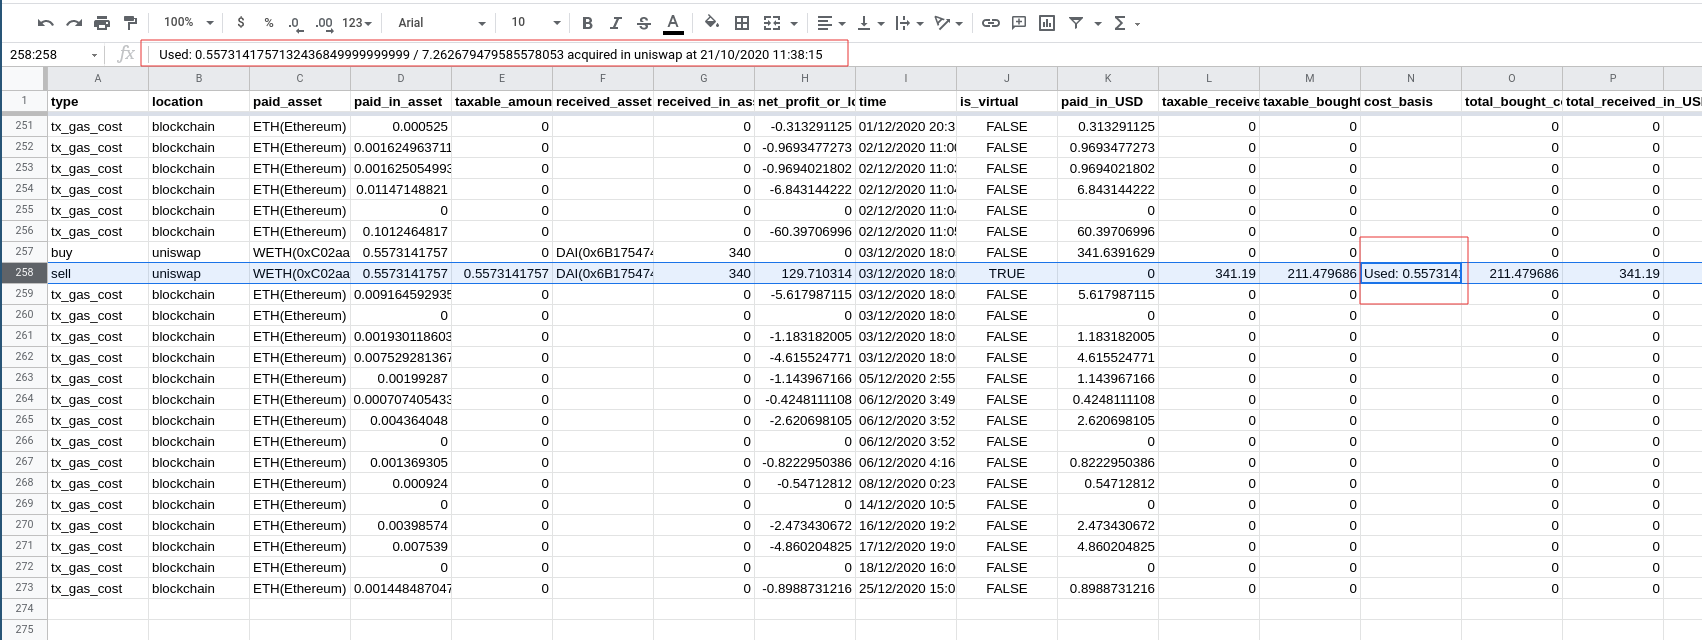 100% $ % .0 .00 123 Arial 10 B I S A Σ
258:258 fx Used: 0.5573141757132436849999999999 / 7.262679479585578053 acquired in uniswap at 21/10/2020 11:38:15
A B C D E F G H I J K L M N O P
1 type location paid_asset paid_in_asset taxable_amoun received_asset received_in_as net_profit_or_lo time is_virtual paid_in_USD taxable_receive taxable_bought cost_basis total_bought_co total_received_in_US
251 tx_gas_cost blockchain ETH(Ethereum) 0.000525 0 0 -0.313291125 01/12/2020 20:3 FALSE 0.313291125 0 0 0 0
252 tx_gas_cost blockchain ETH(Ethereum) 0.001624963711 0 0 -0.9693477273 02/12/2020 11:00 FALSE 0.9693477273 0 0 0 0
253 tx_gas_cost blockchain ETH(Ethereum) 0.001625054993 0 0 -0.9694021802 02/12/2020 11:03 FALSE 0.9694021802 0 0 0 0
254 tx_gas_cost blockchain ETH(Ethereum) 0.01147148821 0 0 -6.843144222 02/12/2020 11:04 FALSE 6.843144222 0 0 0 0
255 tx_gas_cost blockchain ETH(Ethereum) 0 0 0 0 02/12/2020 11:04 FALSE 0 0 0 0 0
256 tx_gas_cost blockchain ETH(Ethereum) 0.1012464817 0 0 -60.39706996 02/12/2020 11:05 FALSE 60.39706996 0 0 0 0
257 buy uniswap WETH(0xC02aa 0.5573141757 0 DAI(0x6B175474 340 0 03/12/2020 18:0 FALSE 341.6391629 0 0 0 0
258 sell uniswap WETH(0xC02aa 0.5573141757 0.5573141757 DAI(0x6B175474 340 129.710314 03/12/2020 18:0 TRUE 0 341.19 211.479686 Used: 0.557314 211.479686 341.19
259 tx_gas_cost blockchain ETH(Ethereum) 0.009164592935 0 0 -5.617987115 03/12/2020 18:0 FALSE 5.617987115 0 0 0 0
260 tx_gas_cost blockchain ETH(Ethereum) 0 0 0 0 03/12/2020 18:0 FALSE 0 0 0 0 0
261 tx_gas_cost blockchain ETH(Ethereum) 0.001930118603 0 0 -1.183182005 03/12/2020 18:0 FALSE 1.183182005 0 0 0 0
262 tx_gas_cost blockchain ETH(Ethereum) 0.007529281367 0 0 -4.615524771 03/12/2020 18:0 FALSE 4.615524771 0 0 0 0
263 tx_gas_cost blockchain ETH(Ethereum) 0.00199287 0 0 -1.143967166 05/12/2020 2:55 FALSE 1.143967166 0 0 0 0
264 tx_gas_cost blockchain ETH(Ethereum) 0.000707405433 0 0 -0.4248111108 06/12/2020 3:49 FALSE 0.4248111108 0 0 0 0
265 tx_gas_cost blockchain ETH(Ethereum) 0.004364048 0 0 -2.620698105 06/12/2020 3:52 FALSE 2.620698105 0 0 0 0
266 tx_gas_cost blockchain ETH(Ethereum) 0 0 0 0 06/12/2020 3:52 FALSE 0 0 0 0 0
267 tx_gas_cost blockchain ETH(Ethereum) 0.001369305 0 0 -0.8222950386 06/12/2020 4:16 FALSE 0.8222950386 0 0 0 0
268 tx_gas_cost blockchain ETH(Ethereum) 0.000924 0 0 -0.54712812 08/12/2020 0:23 FALSE 0.54712812 0 0 0 0
269 tx_gas_cost blockchain ETH(Ethereum) 0 0 0 0 14/12/2020 10:5 FALSE 0 0 0 0 0
270 tx_gas_cost blockchain ETH(Ethereum) 0.00398574 0 0 -2.473430672 16/12/2020 19:2 FALSE 2.473430672 0 0 0 0
271 tx_gas_cost blockchain ETH(Ethereum) 0.007539 0 0 -4.860204825 17/12/2020 19:0 FALSE 4.860204825 0 0 0 0
272 tx_gas_cost blockchain ETH(Ethereum) 0 0 0 0 18/12/2020 16:0 FALSE 0 0 0 0 0
273 tx_gas_cost blockchain ETH(Ethereum) 0.001448487047 0 0 -0.8988731216 25/12/2020 15:0 FALSE 0.8988731216 0 0 0 0
274
275